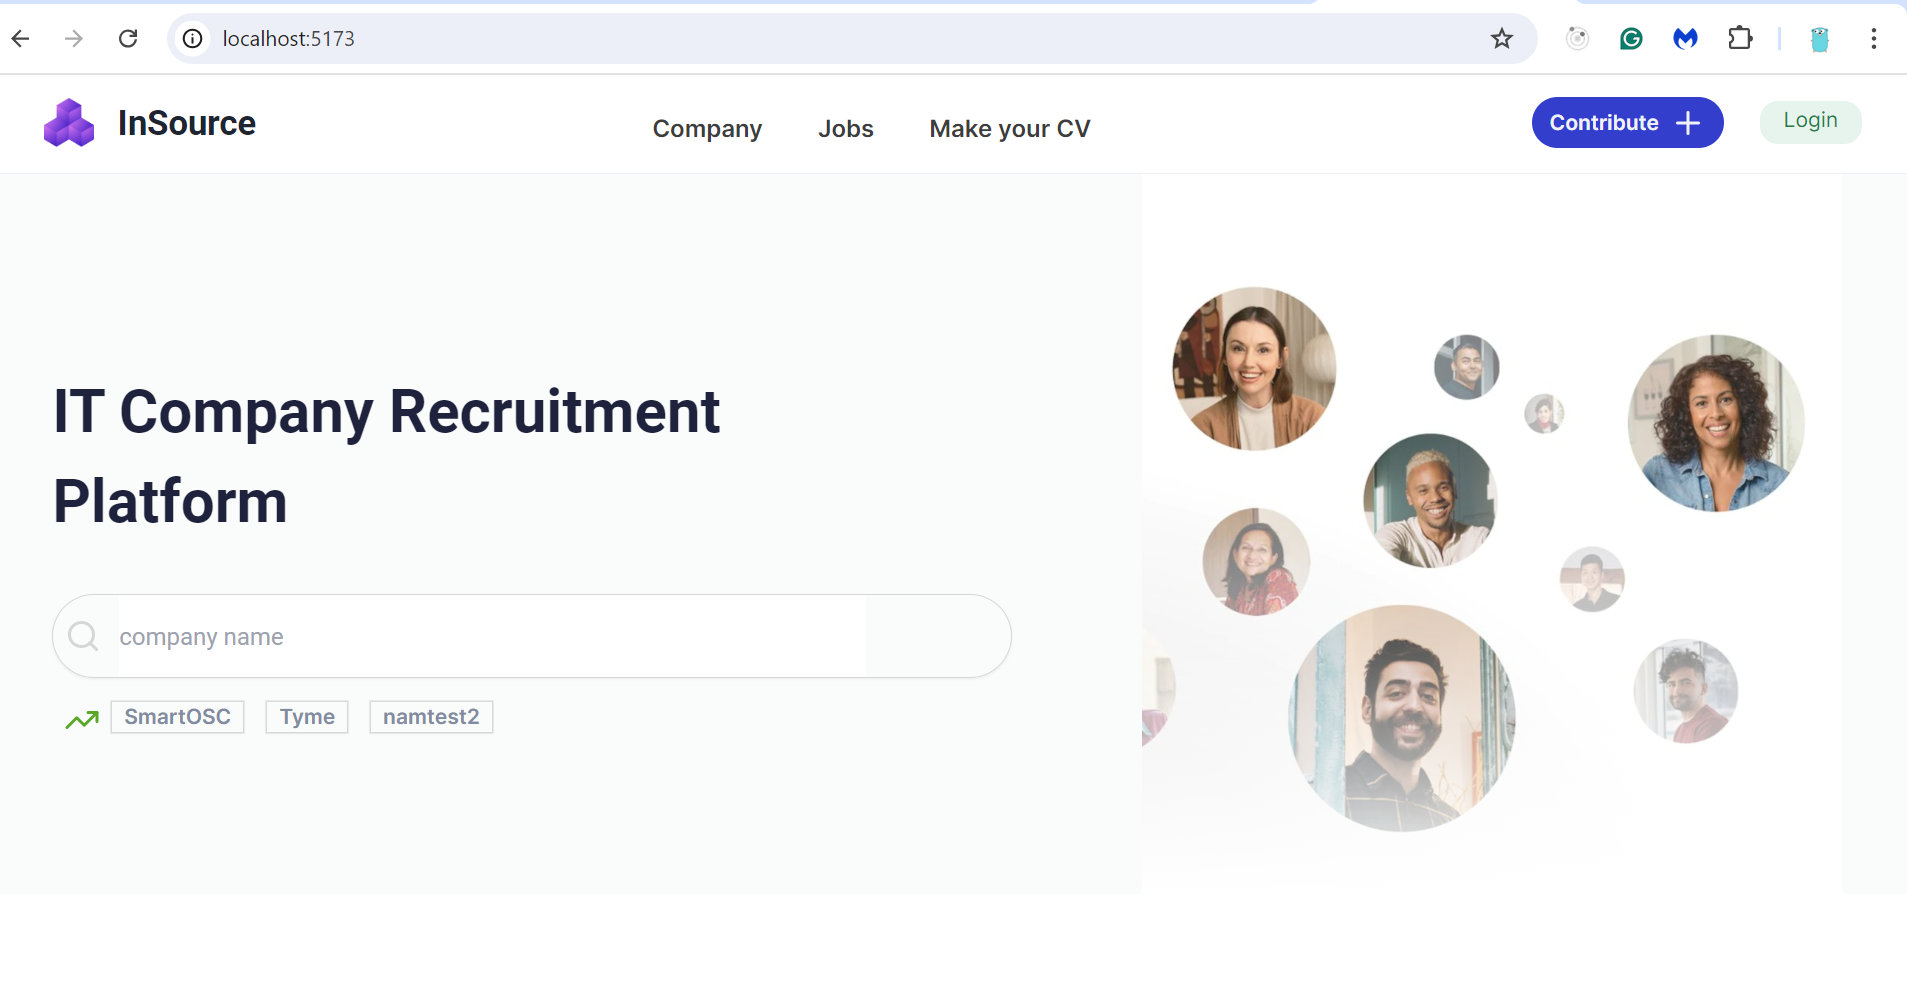 localhost:5173
InSource
Company Jobs Make your CV
Contribute
Login
IT Company Recruitment
Platform
company name
SmartOSC Tyme namtest2